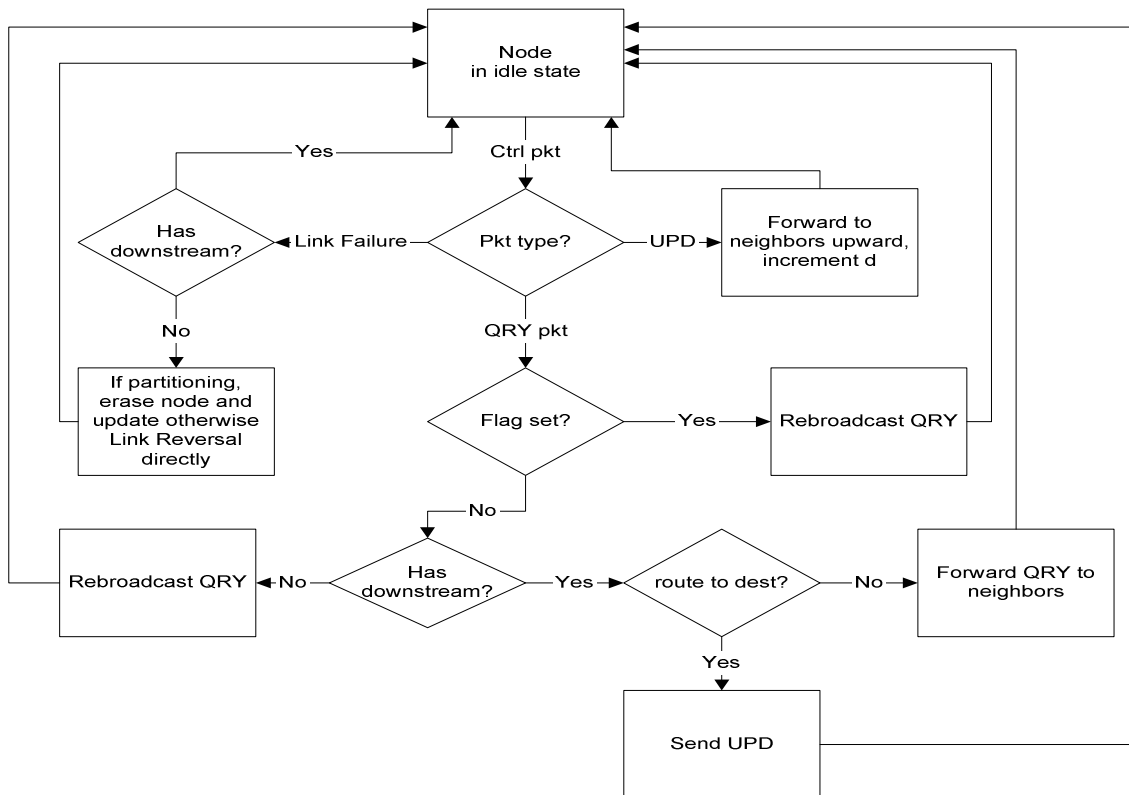 Node
in idle state
Yes
Ctrl pkt
Has
downstream?
Link Failure
Pkt type?
UPD
Forward to
neighbors upward,
increment d
No
QRY pkt
If partitioning,
erase node and
update otherwise
Link Reversal
directly
Flag set?
Yes
Rebroadcast QRY
No
Rebroadcast QRY
No
Has
downstream?
Yes
route to dest?
No
Forward QRY to
neighbors
Yes
Send UPD